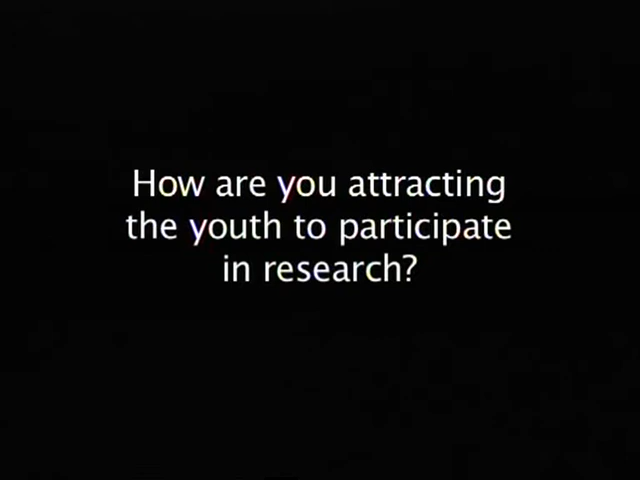 How are you attracting
the youth to participate
in research?